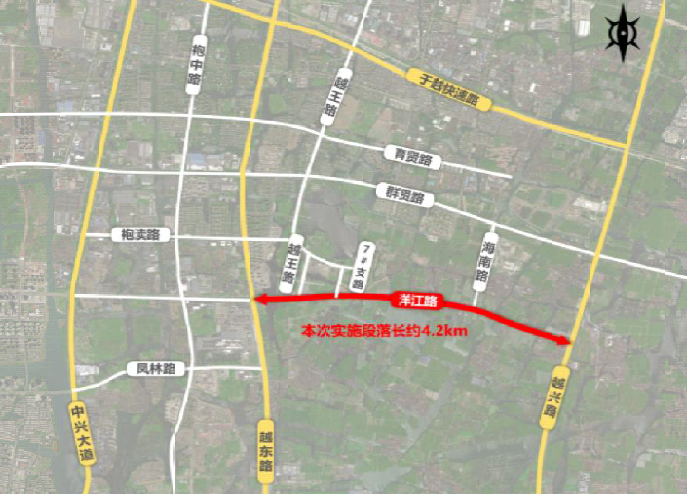 袍中路
越王路
于越快速路
育贤路
群贤路
袍渎路
越王路
7#支路
海南路
洋江路
本次实施段落长约4.2km
凤林路
越兴路
中兴大道
越东路